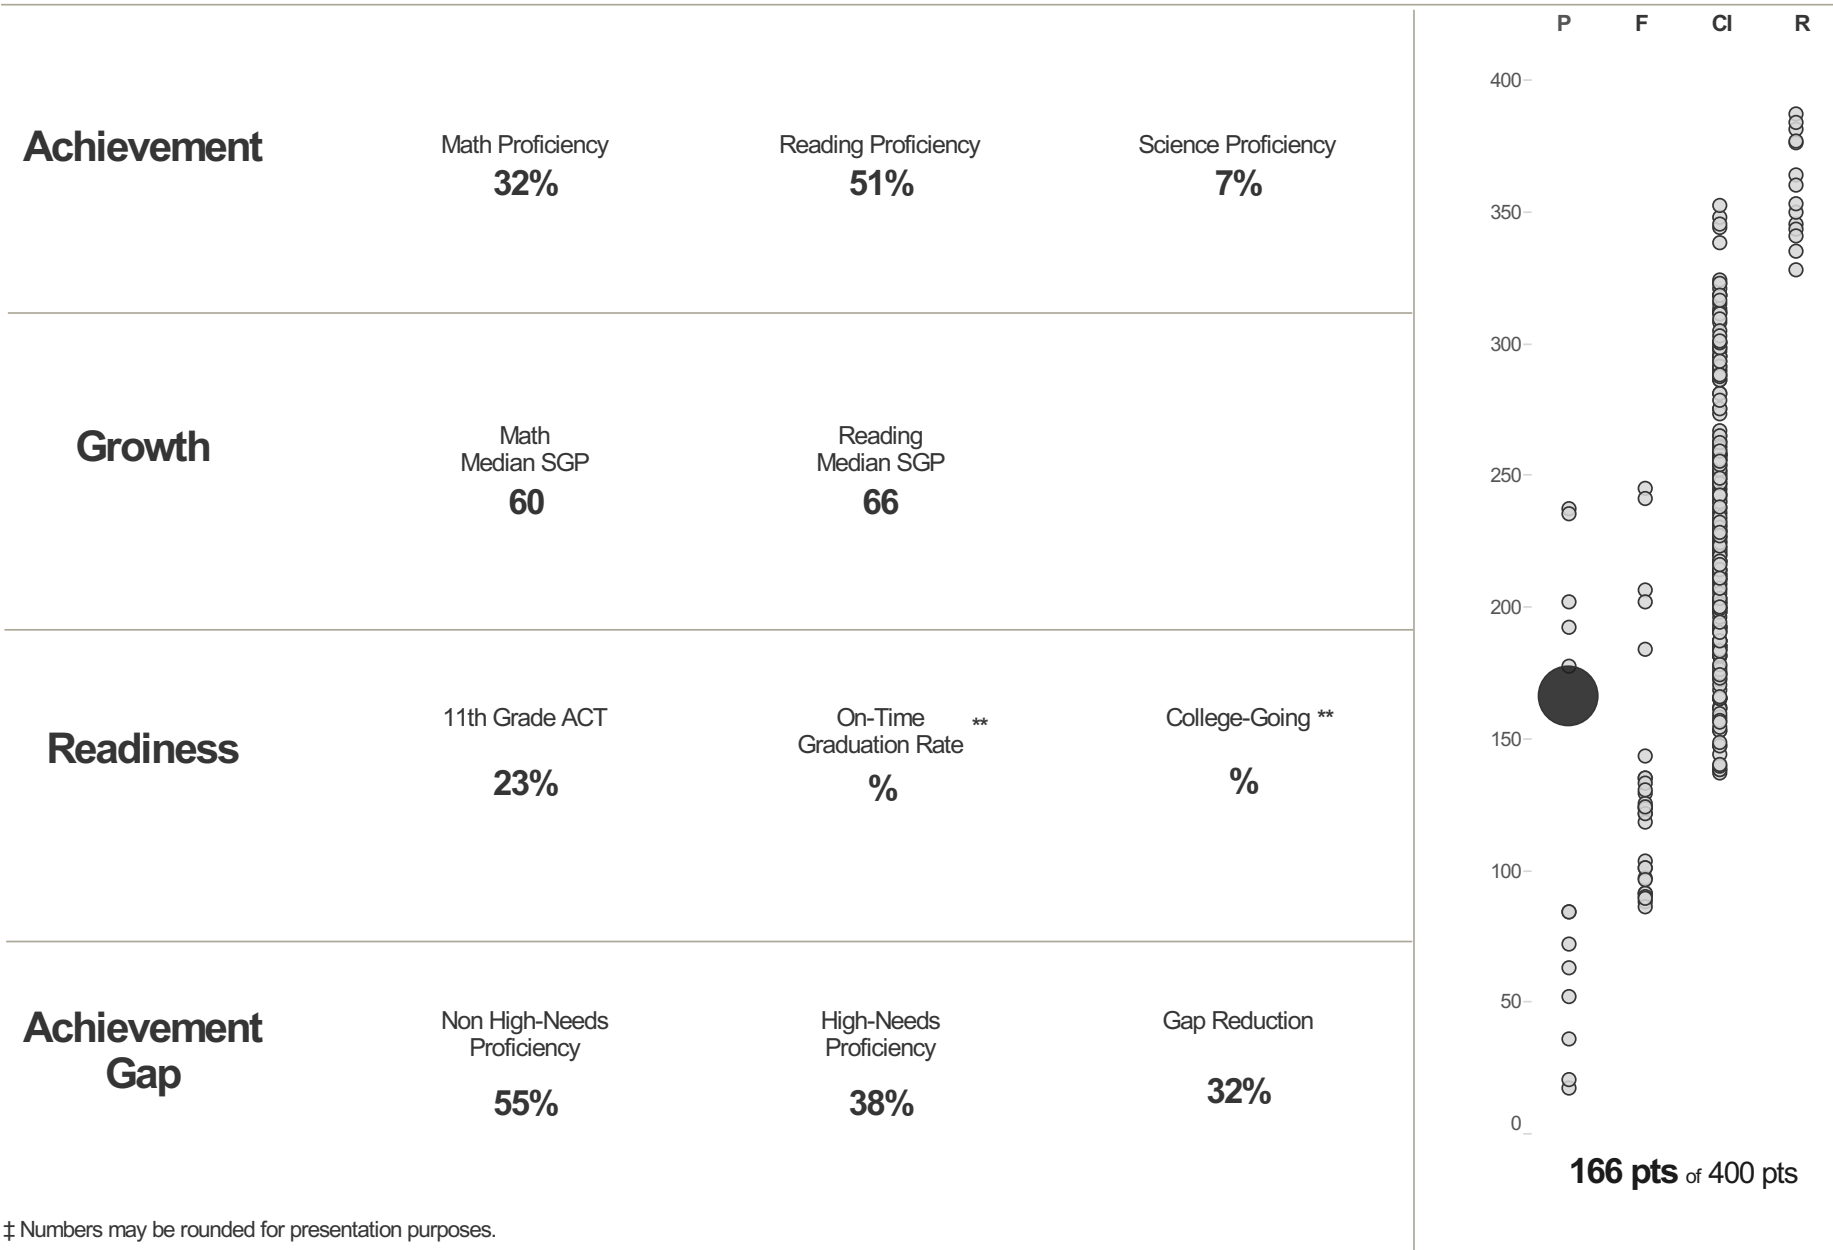 Achievement
Math Proficiency
32%
Reading Proficiency
51%
Science Proficiency
7%
Growth
Math
Median SGP
60
Reading
Median SGP
66
Readiness
11th Grade ACT
23%
On-Time **
Graduation Rate
%
College-Going **
%
Achievement
Gap
Non High-Needs
Proficiency
55%
High-Needs
Proficiency
38%
Gap Reduction
32%
P F CI R
400
350
300
250
200
150
100
50
0
166 pts of 400 pts
‡ Numbers may be rounded for presentation purposes.